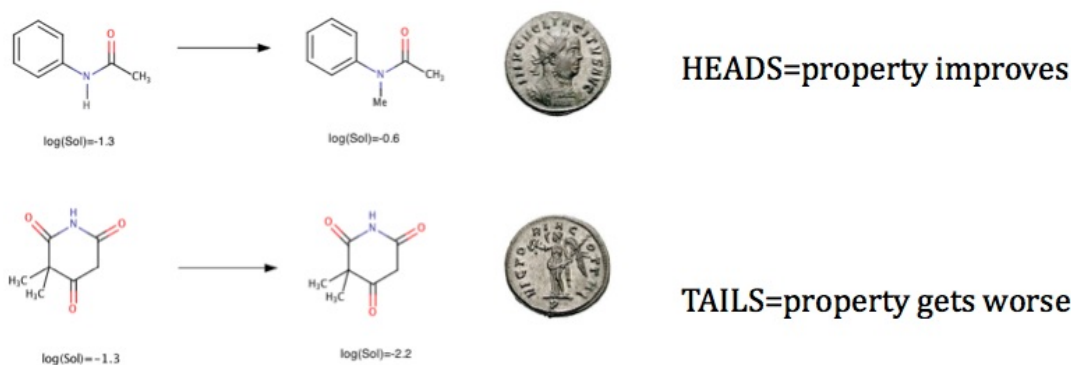 O
N
H
CH₃
log(Sol)=-1.3
O
N
Me
CH₃
log(Sol)=-0.6
HEADS=property improves
H
N
O
O
H₃C
H₃C
O
log(Sol)=-1.3
H
N
O
O
H₃C
H₃C
O
log(Sol)=-2.2
TAILS=property gets worse